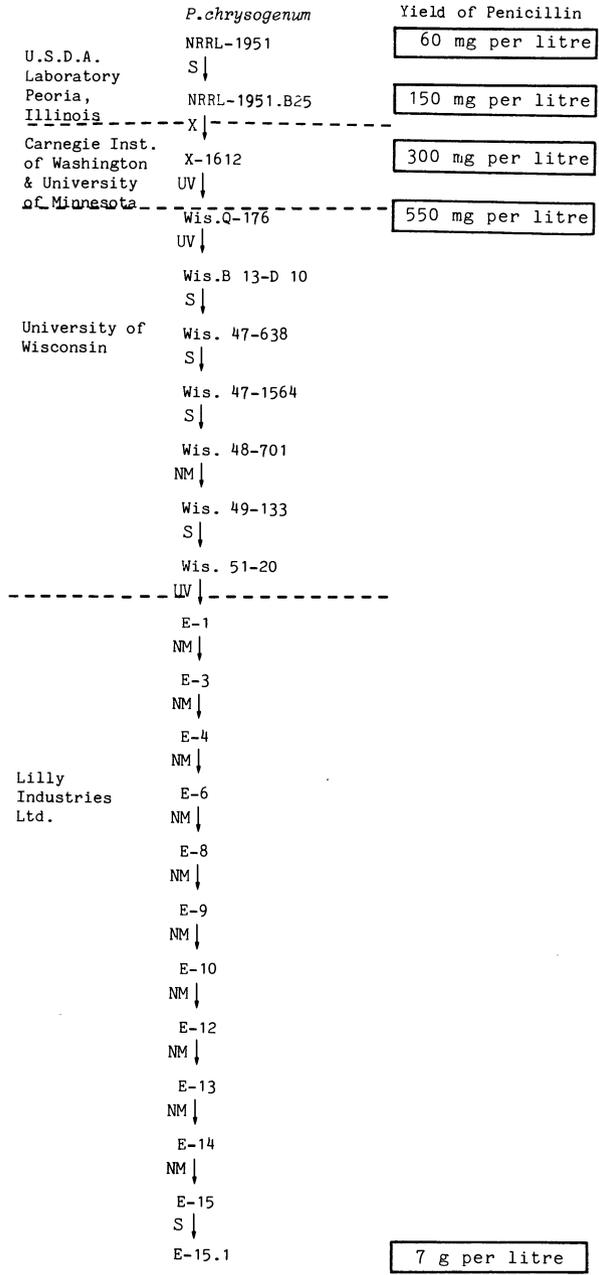 P.chrysogenum Yield of Penicillin
NRRL-1951 60 mg per litre
U.S.D.A.
Laboratory
Peoria,
Illinois
S
NRRL-1951.B25 150 mg per litre
X
Carnegie Inst.
of Washington
& University
of Minnesota
X-1612 300 mg per litre
UV
Wis.Q-176 550 mg per litre
UV
Wis.B 13-D 10
S
University of
Wisconsin
Wis. 47-638
S
Wis. 47-1564
S
Wis. 48-701
NM
Wis. 49-133
S
Wis. 51-20
UV
E-1
NM
E-3
NM
E-4
NM
Lilly
Industries
Ltd.
E-6
NM
E-8
NM
E-9
NM
E-10
NM
E-12
NM
E-13
NM
E-14
NM
E-15
S
E-15.1 7 g per litre